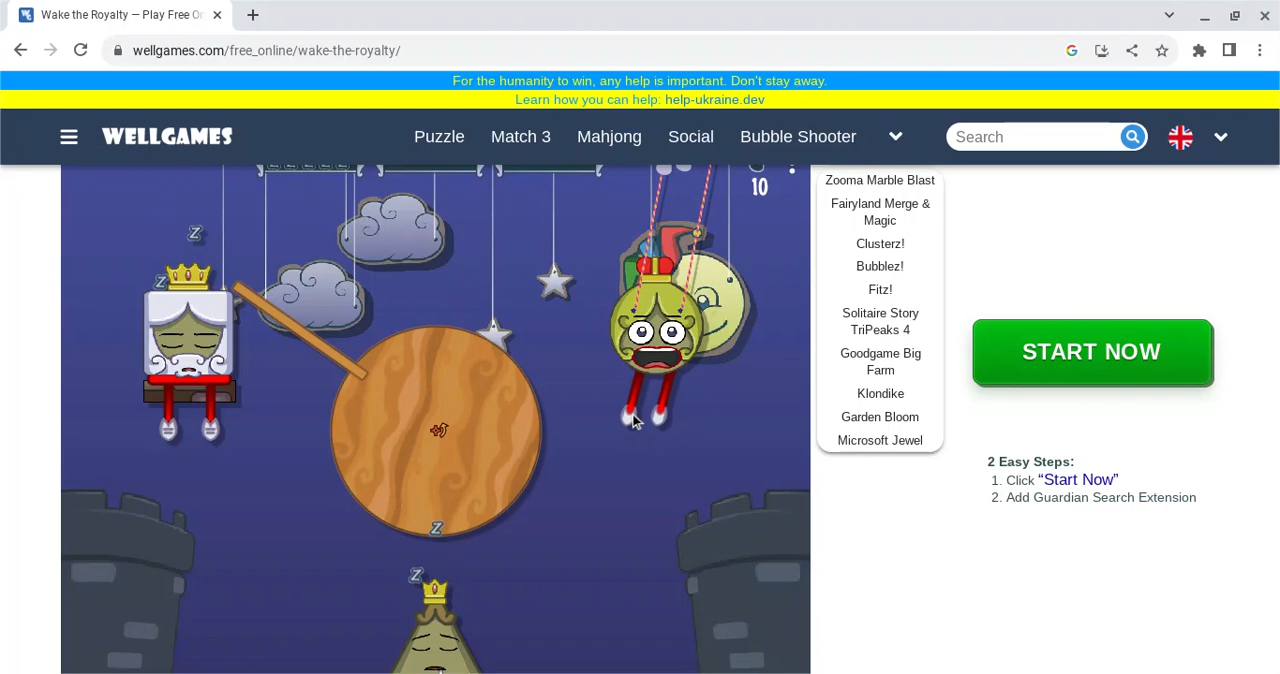 Wake the Royalty — Play Free On
wellgames.com/free_online/wake-the-royalty/
For the humanity to win, any help is important. Don't stay away.
Learn how you can help: help-ukraine.dev
WELLGAMES
Puzzle
Match 3
Mahjong
Social
Bubble Shooter
Search
10
Z
Z
Z
Z
Zooma Marble Blast
Fairyland Merge &
Magic
Clusterz!
Bubblez!
Fitz!
Solitaire Story
TriPeaks 4
Goodgame Big
Farm
Klondike
Garden Bloom
Microsoft Jewel
START NOW
2 Easy Steps:
1. Click “Start Now”
2. Add Guardian Search Extension